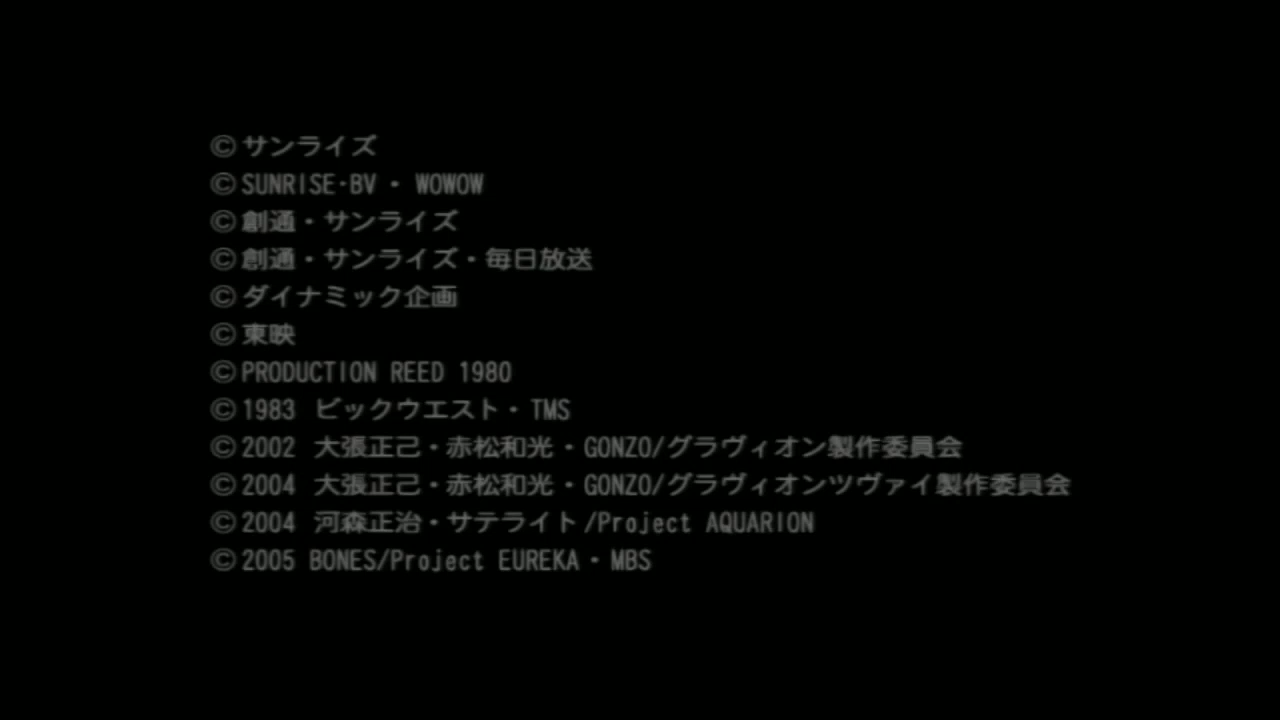 ©サンライズ
©SUNRISE・BV ・ WOWOW
©創通・サンライズ
©創通・サンライズ・毎日放送
©ダイナミック企画
©東映
©PRODUCTION REED 1980
©1983 ビックウエスト・TMS
©2002 大張正己・赤松和光・GONZO/グラヴィオン製作委員会
©2004 大張正己・赤松和光・GONZO/グラヴィオンツヴァイ製作委員会
©2004 河森正治・サテライト/Project AQUARION
©2005 BONES/Project EUREKA・MBS